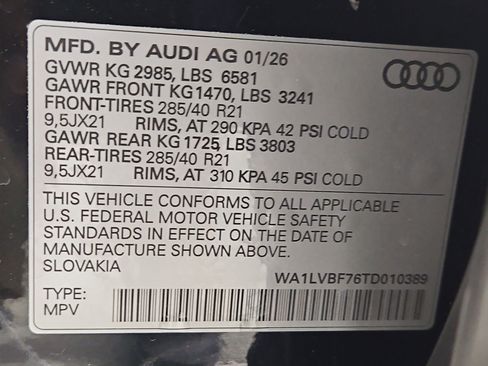 MFD. BY AUDI AG 01/26
GVWR KG 2985, LBS 6581
GAWR FRONT KG1470, LBS 3241
FRONT-TIRES 285/40 R21
9,5JX21 RIMS, AT 290 KPA 42 PSI COLD
GAWR REAR KG 1725, LBS 3803
REAR-TIRES 285/40 R21
9,5JX21 RIMS, AT 310 KPA 45 PSI COLD
THIS VEHICLE CONFORMS TO ALL APPLICABLE
U.S. FEDERAL MOTOR VEHICLE SAFETY
STANDARDS IN EFFECT ON THE DATE OF
MANUFACTURE SHOWN ABOVE.
SLOVAKIA WA1LVBF76TD010389
TYPE:
MPV